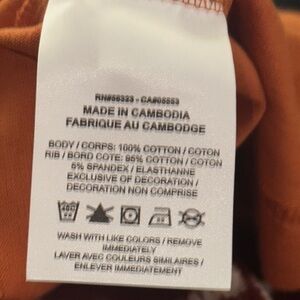 RN#56323 - CA#05553
MADE IN CAMBODIA
FABRIQUE AU CAMBODGE
BODY / CORPS: 100% COTTON / COTON
RIB / BORD COTE: 95% COTTON / COTON
5% SPANDEX / ELASTHANNE
EXCLUSIVE OF DECORATION /
DECORATION NON COMPRISE
WASH WITH LIKE COLORS / REMOVE
IMMEDIATELY
LAVER AVEC COULEURS SIMILAIRES /
ENLEVER IMMEDIATEMENT